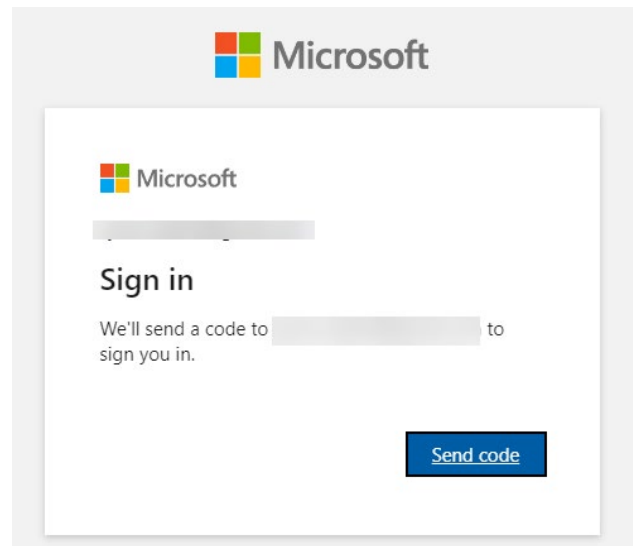 Microsoft
Microsoft
Sign in
We'll send a code to to
sign you in.
Send code